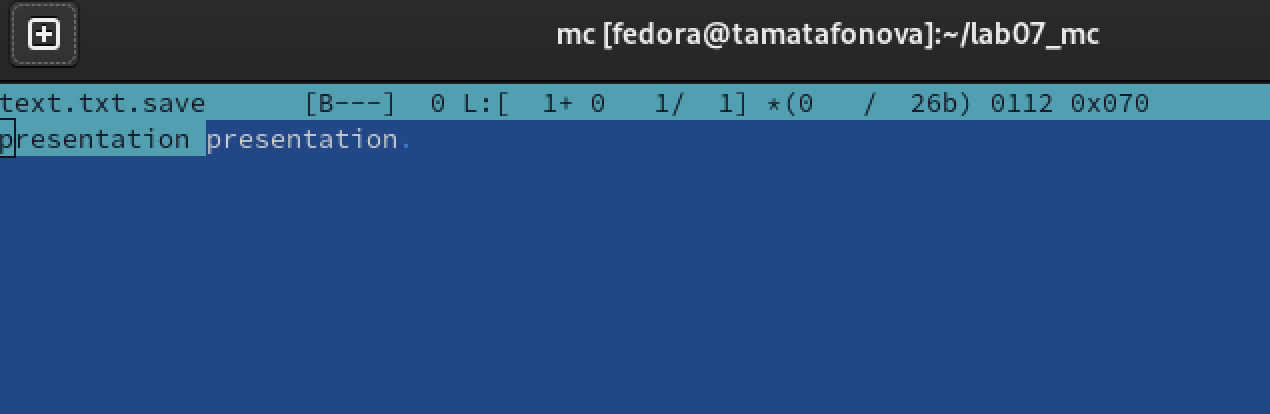 mc [fedora@tamatafonova]:~/lab07_mc
text.txt.save      [B---]  0 L:[  1+ 0   1/  1] *(0   /  26b) 0112 0x070
presentation presentation.